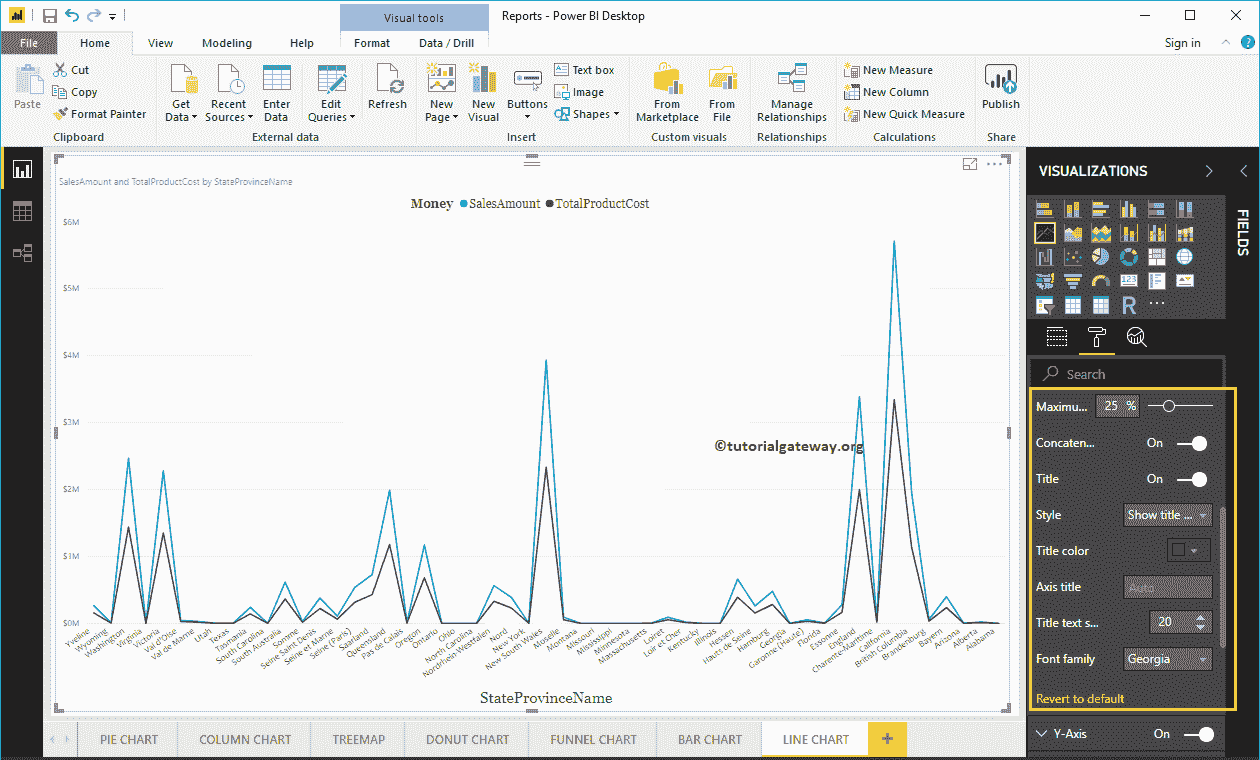 Visual tools
Reports - Power BI Desktop
File
Home
View
Modeling
Help
Format
Data / Drill
Sign in
?
Paste
Cut
Copy
Format Painter
Clipboard
Get Data
Recent Sources
Enter Data
Edit Queries
Refresh
External data
New Page
New Visual
Buttons
Text box
Image
Shapes
Insert
From Marketplace
From File
Custom visuals
Manage Relationships
Relationships
New Measure
New Column
New Quick Measure
Calculations
Publish
Share
SalesAmount and TotalProductCost by StateProvinceName
Money SalesAmount TotalProductCost
$6M
$5M
$4M
$3M
$2M
$1M
$0M
©tutorialgateway.org
Yveline
Wyoming
Washington
Virginia
Victoria
Val d'Oise
Val de Marne
Utah
Texas
Tasmania
South Carolina
South Australia
Somme
Seine Saint Denis
Seine et Marne
Seine (Paris)
Saarland
Queensland
Pas de Calais
Oregon
Ontario
Ohio
North Carolina
Nordrhein-Westfalen
Nord
New York
New South Wales
Moselle
Montana
Missouri
Mississippi
Minnesota
Massachusetts
Loiret
Loir et Cher
Kentucky
Illinois
Hessen
Hauts de Seine
Hamburg
Georgia
Garonne (Haute)
Florida
Essonne
England
Charente-Maritime
California
British Columbia
Brandenburg
Bayern
Arizona
Alberta
Alabama
StateProvinceName
PIE CHART
COLUMN CHART
TREEMAP
DONUT CHART
FUNNEL CHART
BAR CHART
LINE CHART
+
VISUALIZATIONS
FIELDS
123
R
Search
Maximu... 25 %
Concaten... On
Title On
Style Show title ...
Title color
Axis title Auto
Title text s... 20
Font family Georgia
Revert to default
Y-Axis On